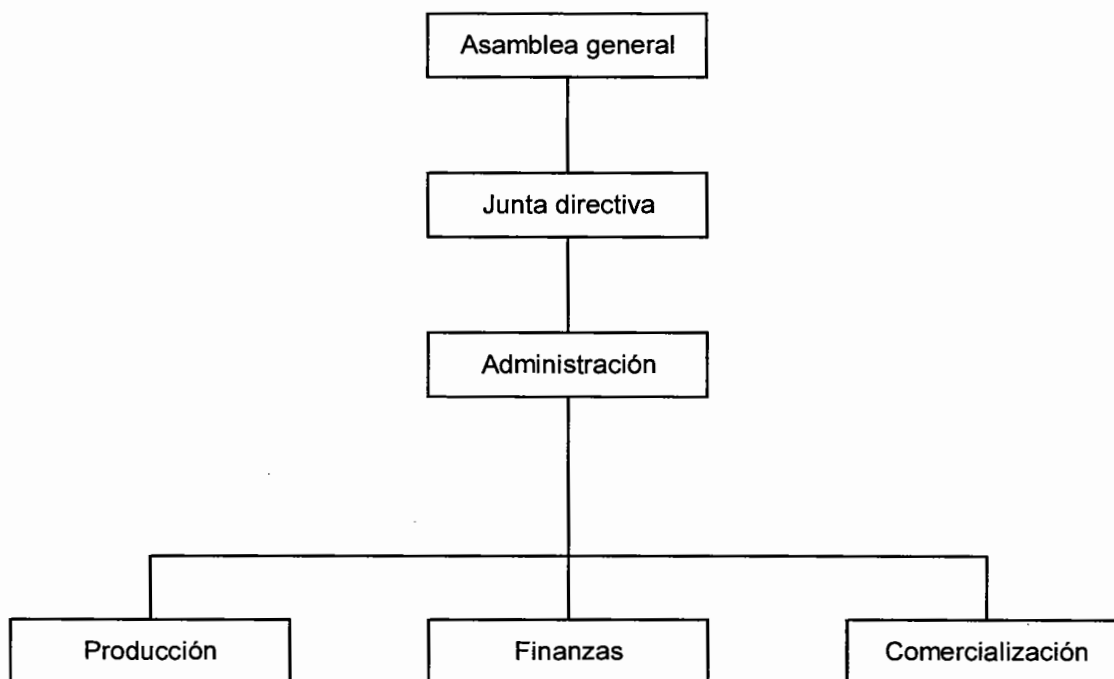 Asamblea general
Junta directiva
Administración
Producción
Finanzas
Comercialización